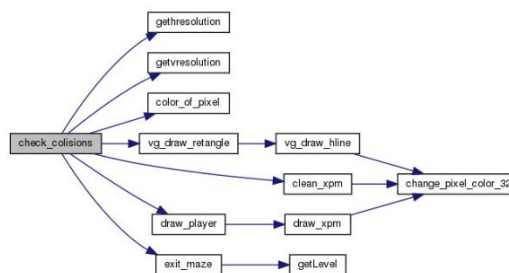 gethresolution
getvresolution
color_of_pixel
check_colisions
vg_draw_retangle
vg_draw_hline
clean_xpm
change_pixel_color_32
draw_player
draw_xpm
exit_maze
getLevel